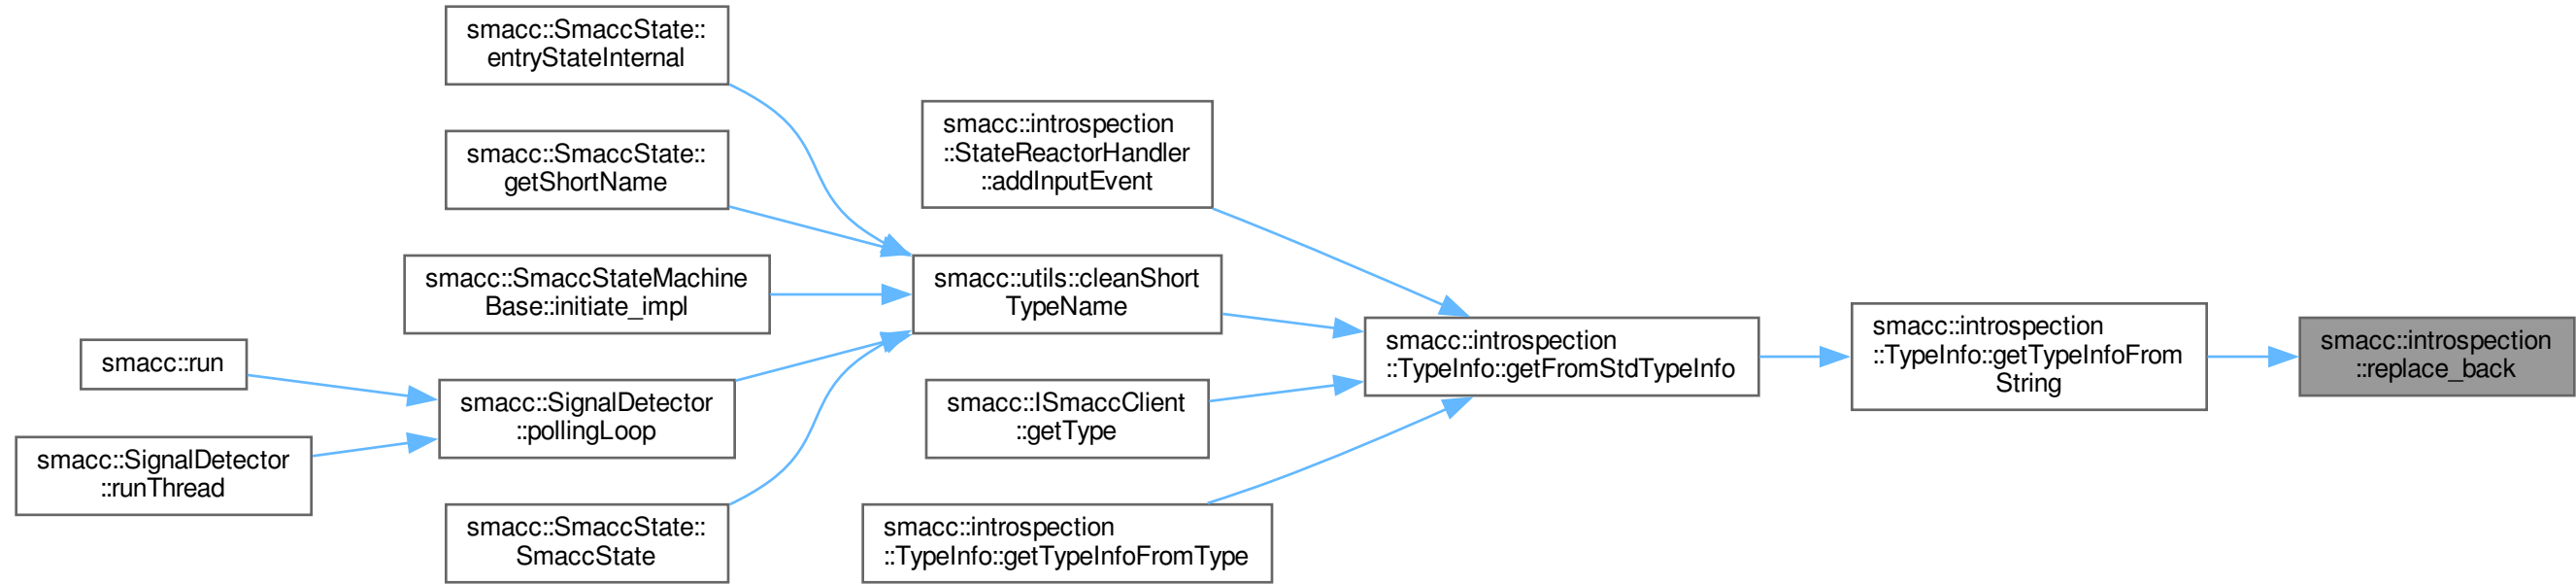 smacc::SmaccState::
entryStateInternal
smacc::SmaccState::
getShortName
smacc::SmaccStateMachine
Base::initiate_impl
smacc::run
smacc::SignalDetector
::runThread
smacc::SignalDetector
::pollingLoop
smacc::SmaccState::
SmaccState
smacc::introspection
::StateReactorHandler
::addInputEvent
smacc::utils::cleanShort
TypeName
smacc::ISmaccClient
::getType
smacc::introspection
::TypeInfo::getTypeInfoFromType
smacc::introspection
::TypeInfo::getFromStdTypeInfo
smacc::introspection
::TypeInfo::getTypeInfoFrom
String
smacc::introspection
::replace_back